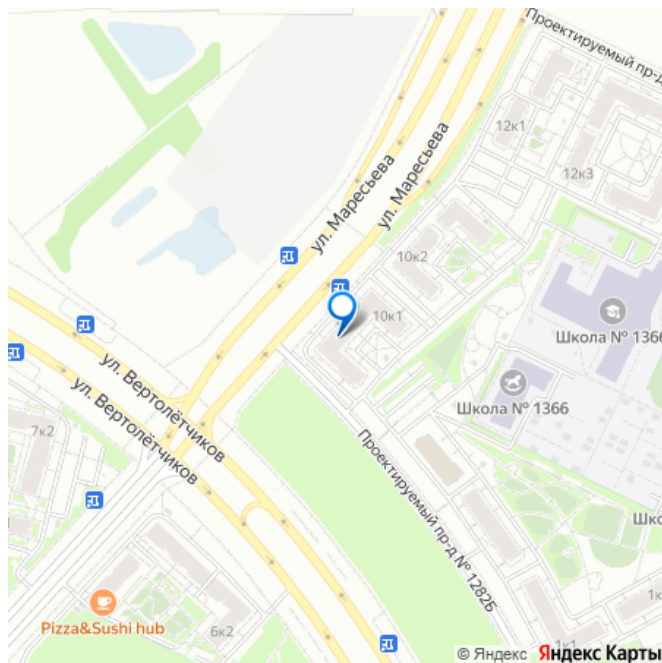 Проектируемый пр-д
12к1
12к3
ул. Маресьева
ул. Маресьева
10к2
10к1
Школа № 1366
Школа № 1366
ул. Вертолётчиков
ул. Вертолётчиков
7к2
Проектируемый пр-д № 1282Б
Шко
Pizza&Sushi hub
6к2
1к1
1к
© Яндекс Яндекс Карты